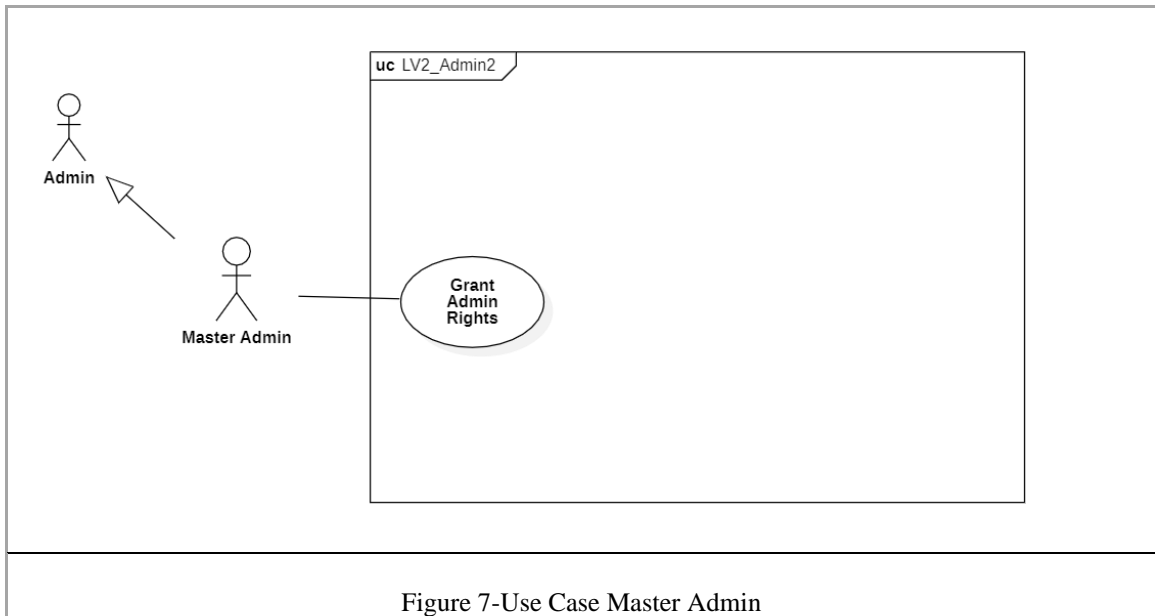 uc LV2_Admin2
Admin
Master Admin
Grant
Admin
Rights
Figure 7-Use Case Master Admin